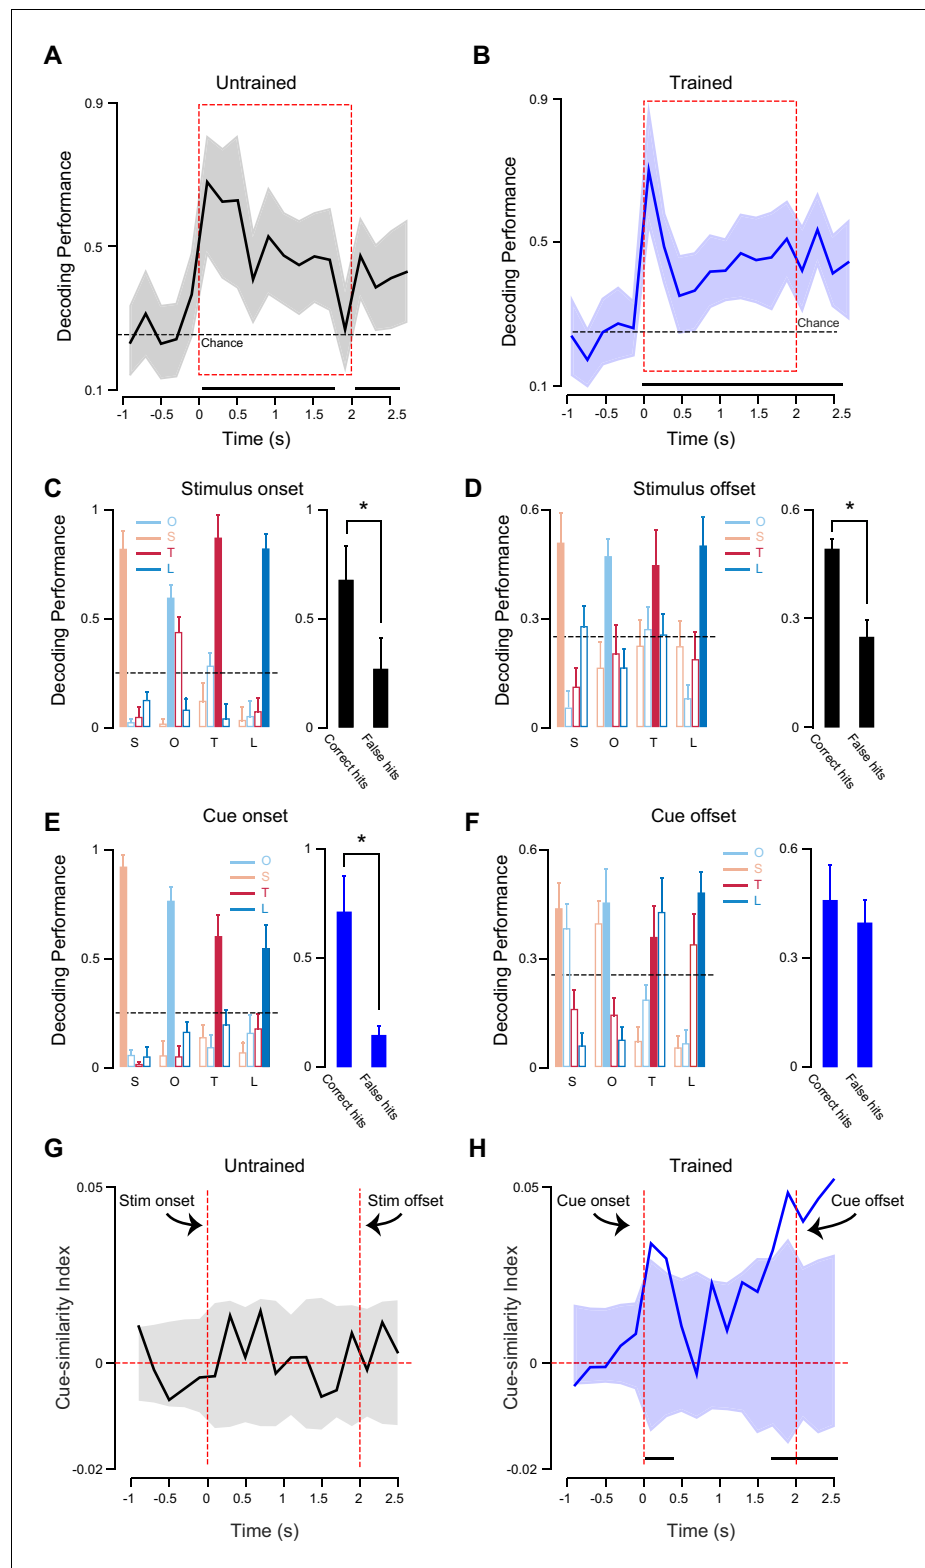 A
Untrained
0.9
0.5
0.1
Decoding Performance
Chance
-1 -0.5 0 0.5 1 1.5 2 2.5
Time (s)
B
Trained
0.9
0.5
0.1
Decoding Performance
Chance
-1 -0.5 0 0.5 1 1.5 2 2.5
Time (s)
C
Stimulus onset
1
0.5
0
Decoding Performance
O
S
T
L
S O T L
1
0.5
0
*
Correct hits
False hits
D
Stimulus offset
0.6
0.3
0
Decoding Performance
O
S
T
L
S O T L
0.6
0.3
0
*
Correct hits
False hits
E
Cue onset
1
0.5
0
Decoding Performance
O
S
T
L
S O T L
1
0.5
0
*
Correct hits
False hits
F
Cue offset
0.6
0.3
0
Decoding Performance
O
S
T
L
S O T L
0.6
0.3
0
Correct hits
False hits
G
Untrained
0.05
0
-0.02
Cue-similarity Index
Stim onset
Stim offset
-1 -0.5 0 0.5 1 1.5 2 2.5
Time (s)
H
Trained
0.05
0
-0.02
Cue-similarity Index
Cue onset
Cue offset
-1 -0.5 0 0.5 1 1.5 2 2.5
Time (s)